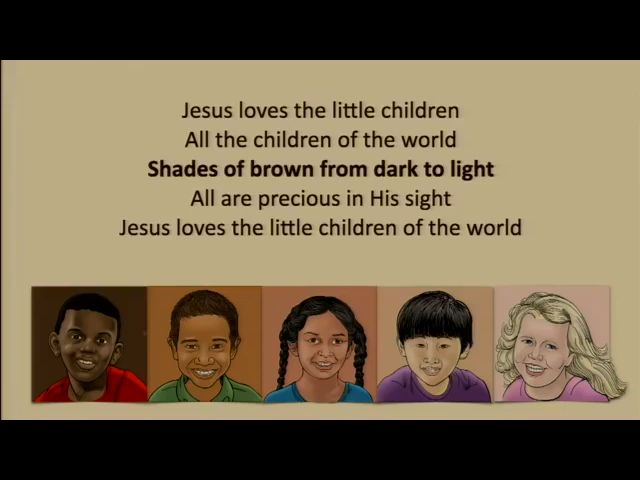 Jesus loves the little children
All the children of the world
Shades of brown from dark to light
All are precious in His sight
Jesus loves the little children of the world